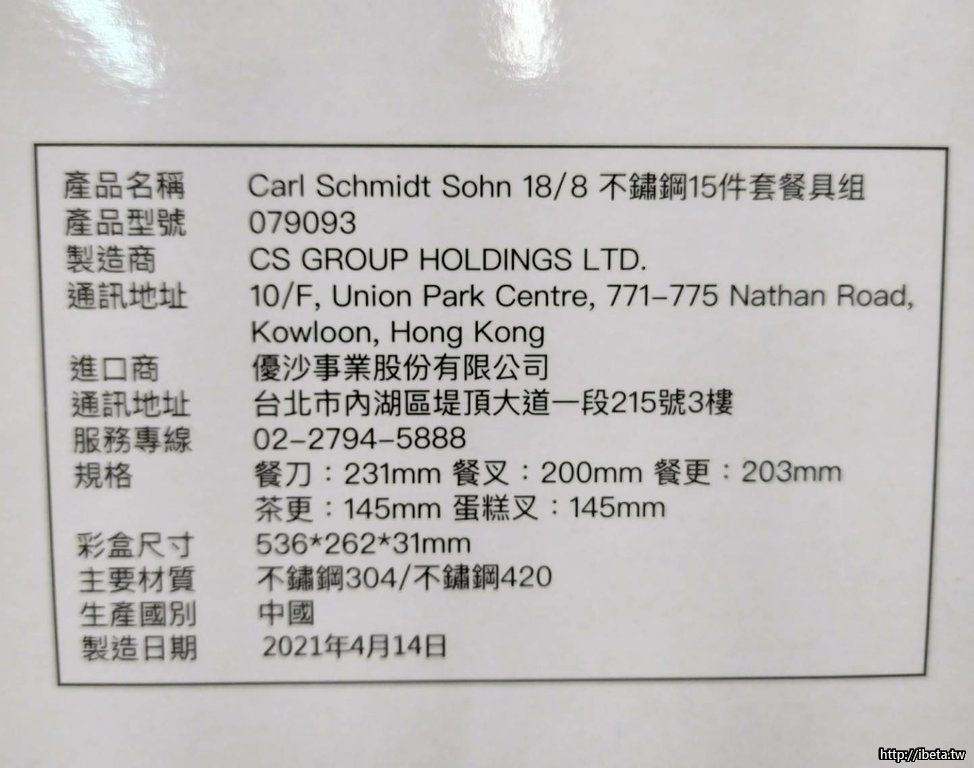 產品名稱 Carl Schmidt Sohn 18/8 不鏽鋼15件套餐具组
產品型號 079093
製造商 CS GROUP HOLDINGS LTD.
通訊地址 10/F, Union Park Centre, 771-775 Nathan Road,
Kowloon, Hong Kong
進口商 優沙事業股份有限公司
通訊地址 台北市內湖區堤頂大道一段215號3樓
服務專線 02-2794-5888
規格 餐刀：231mm 餐叉：200mm 餐更：203mm
茶更：145mm 蛋糕叉：145mm
彩盒尺寸 536*262*31mm
主要材質 不鏽鋼304/不鏽鋼420
生產國別 中國
製造日期 2021年4月14日
http://ibeta.tw